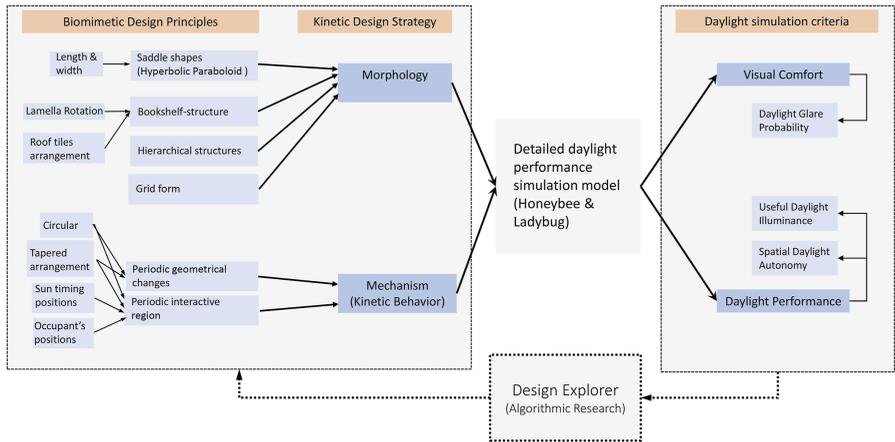 Biomimetic Design Principles
Kinetic Design Strategy
Daylight simulation criteria
Length &
width
Saddle shapes
(Hyperbolic Paraboloid )
Morphology
Lamella Rotation
Bookshelf-structure
Roof tiles
arrangement
Hierarchical structures
Grid form
Circular
Tapered
arrangement
Periodic geometrical
changes
Sun timing
positions
Periodic interactive
region
Occupant's
positions
Mechanism
(Kinetic Behavior)
Detailed daylight
performance
simulation model
(Honeybee &
Ladybug)
Visual Comfort
Daylight Glare
Probability
Useful Daylight
Illuminance
Spatial Daylight
Autonomy
Daylight Performance
Design Explorer
(Algorithmic Research)